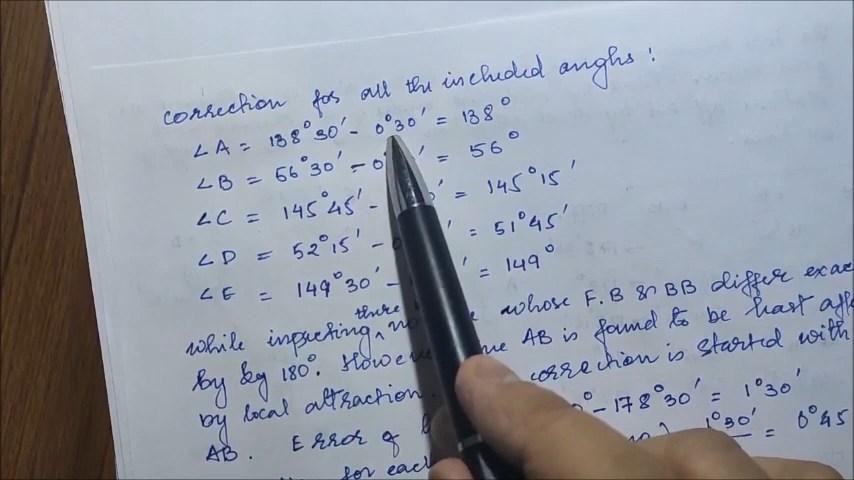 correction for all the included angles :
∠A = 138°30' - 0°30' = 138°
∠B = 56°30' - 0° ' = 56°
∠C = 145°45' - 0' = 145°15'
∠D = 52°15' - 0 ' = 51°45'
∠E = 149°30' - ' = 149°
while inspecting there no whose F.B & BB differ exac
by 180°. However AB is found to be least aff
by local attraction. correction is started with
AB. Error of 0° - 178°30' = 1°30'
for each 1°30' = 0°45